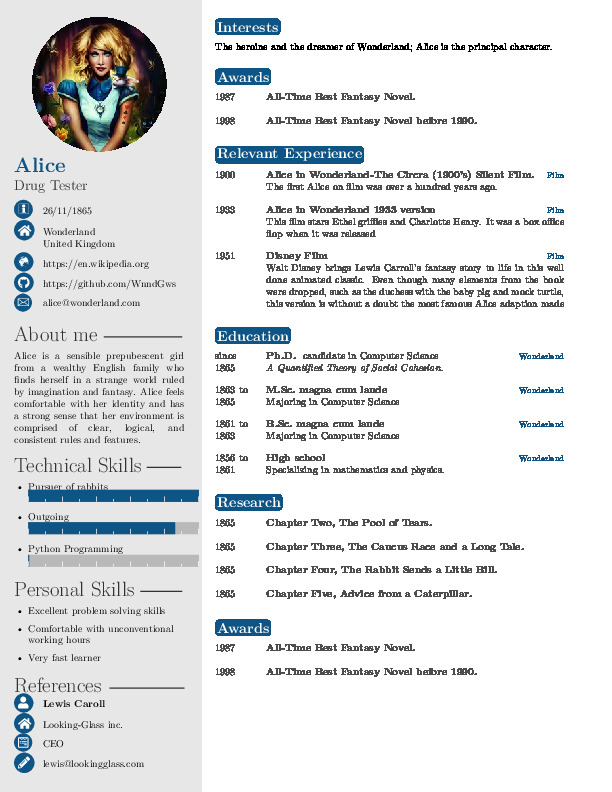 Alice
Drug Tester
26/11/1865
Wonderland
United Kingdom
https://en.wikipedia.org
https://github.com/WnndGws
alice@wonderland.com
About me
Alice is a sensible prepubescent girl
from a wealthy English family who
finds herself in a strange world ruled
by imagination and fantasy. Alice feels
comfortable with her identity and has
a strong sense that her environment is
comprised of clear, logical, and
consistent rules and features.
Technical Skills
• Pursuer of rabbits
• Outgoing
• Python Programming
Personal Skills
• Excellent problem solving skills
• Comfortable with unconventional
working hours
• Very fast learner
References
Lewis Caroll
Looking-Glass inc.
CEO
lewis@lookingglass.com
Interests
The heroine and the dreamer of Wonderland; Alice is the principal character.
Awards
1987 All-Time Best Fantasy Novel.
1998 All-Time Best Fantasy Novel before 1990.
Relevant Experience
1900 Alice in Wonderland-The Circra (1900's) Silent Film. Film
The first Alice on film was over a hundred years ago.
1933 Alice in Wonderland 1933 version Film
This film stars Ethel griffies and Charlotte Henry. It was a box office
flop when it was released
1951 Disney Film Film
Walt Disney brings Lewis Carroll's fantasy story to life in this well
done animated classic. Even though many elements from the book
were dropped, such as the duchess with the baby pig and mock turtle,
this version is without a doubt the most famous Alice adaption made
Education
since Ph.D. candidate in Computer Science Wonderland
1865 A Quantified Theory of Social Cohesion.
1863 to M.Sc. magna cum laude Wonderland
1865 Majoring in Computer Science
1861 to B.Sc. magna cum laude Wonderland
1863 Majoring in Computer Science
1856 to High school Wonderland
1861 Specializing in mathematics and physics.
Research
1865 Chapter Two, The Pool of Tears.
1865 Chapter Three, The Caucus Race and a Long Tale.
1865 Chapter Four, The Rabbit Sends a Little Bill.
1865 Chapter Five, Advice from a Caterpillar.
Awards
1987 All-Time Best Fantasy Novel.
1998 All-Time Best Fantasy Novel before 1990.